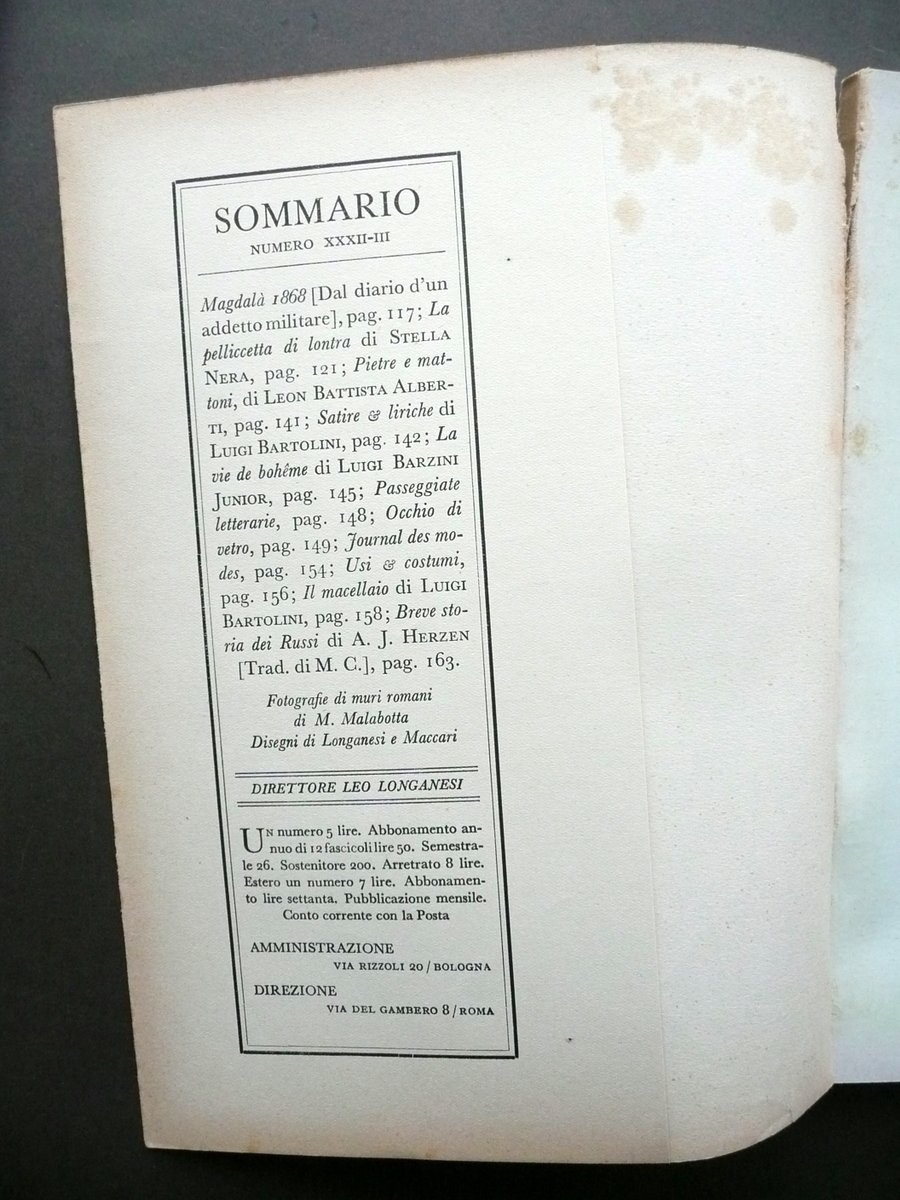 SOMMARIO
NUMERO XXXII-III
Magdalà 1868 [Dal diario d'un
addetto militare], pag. 117; La
pelliccetta di lontra di STELLA
NERA, pag. 121; Pietre e mat-
toni, di LEON BATTISTA ALBER-
TI, pag. 141; Satire & liriche di
LUIGI BARTOLINI, pag. 142; La
vie de bohême di LUIGI BARZINI
JUNIOR, pag. 145; Passeggiate
letterarie, pag. 148; Occhio di
vetro, pag. 149; Journal des mo-
des, pag. 154; Usi & costumi,
pag. 156; Il macellaio di LUIGI
BARTOLINI, pag. 158; Breve sto-
ria dei Russi di A. J. HERZEN
[Trad. di M. C.], pag. 163.
Fotografie di muri romani
di M. Malabotta
Disegni di Longanesi e Maccari
DIRETTORE LEO LONGANESI
UN numero 5 lire. Abbonamento an-
nuo di 12 fascicoli lire 50. Semestra-
le 26. Sostenitore 200. Arretrato 8 lire.
Estero un numero 7 lire. Abbonamen-
to lire settanta. Pubblicazione mensile.
Conto corrente con la Posta
AMMINISTRAZIONE
VIA RIZZOLI 20 / BOLOGNA
DIREZIONE
VIA DEL GAMBERO 8 / ROMA